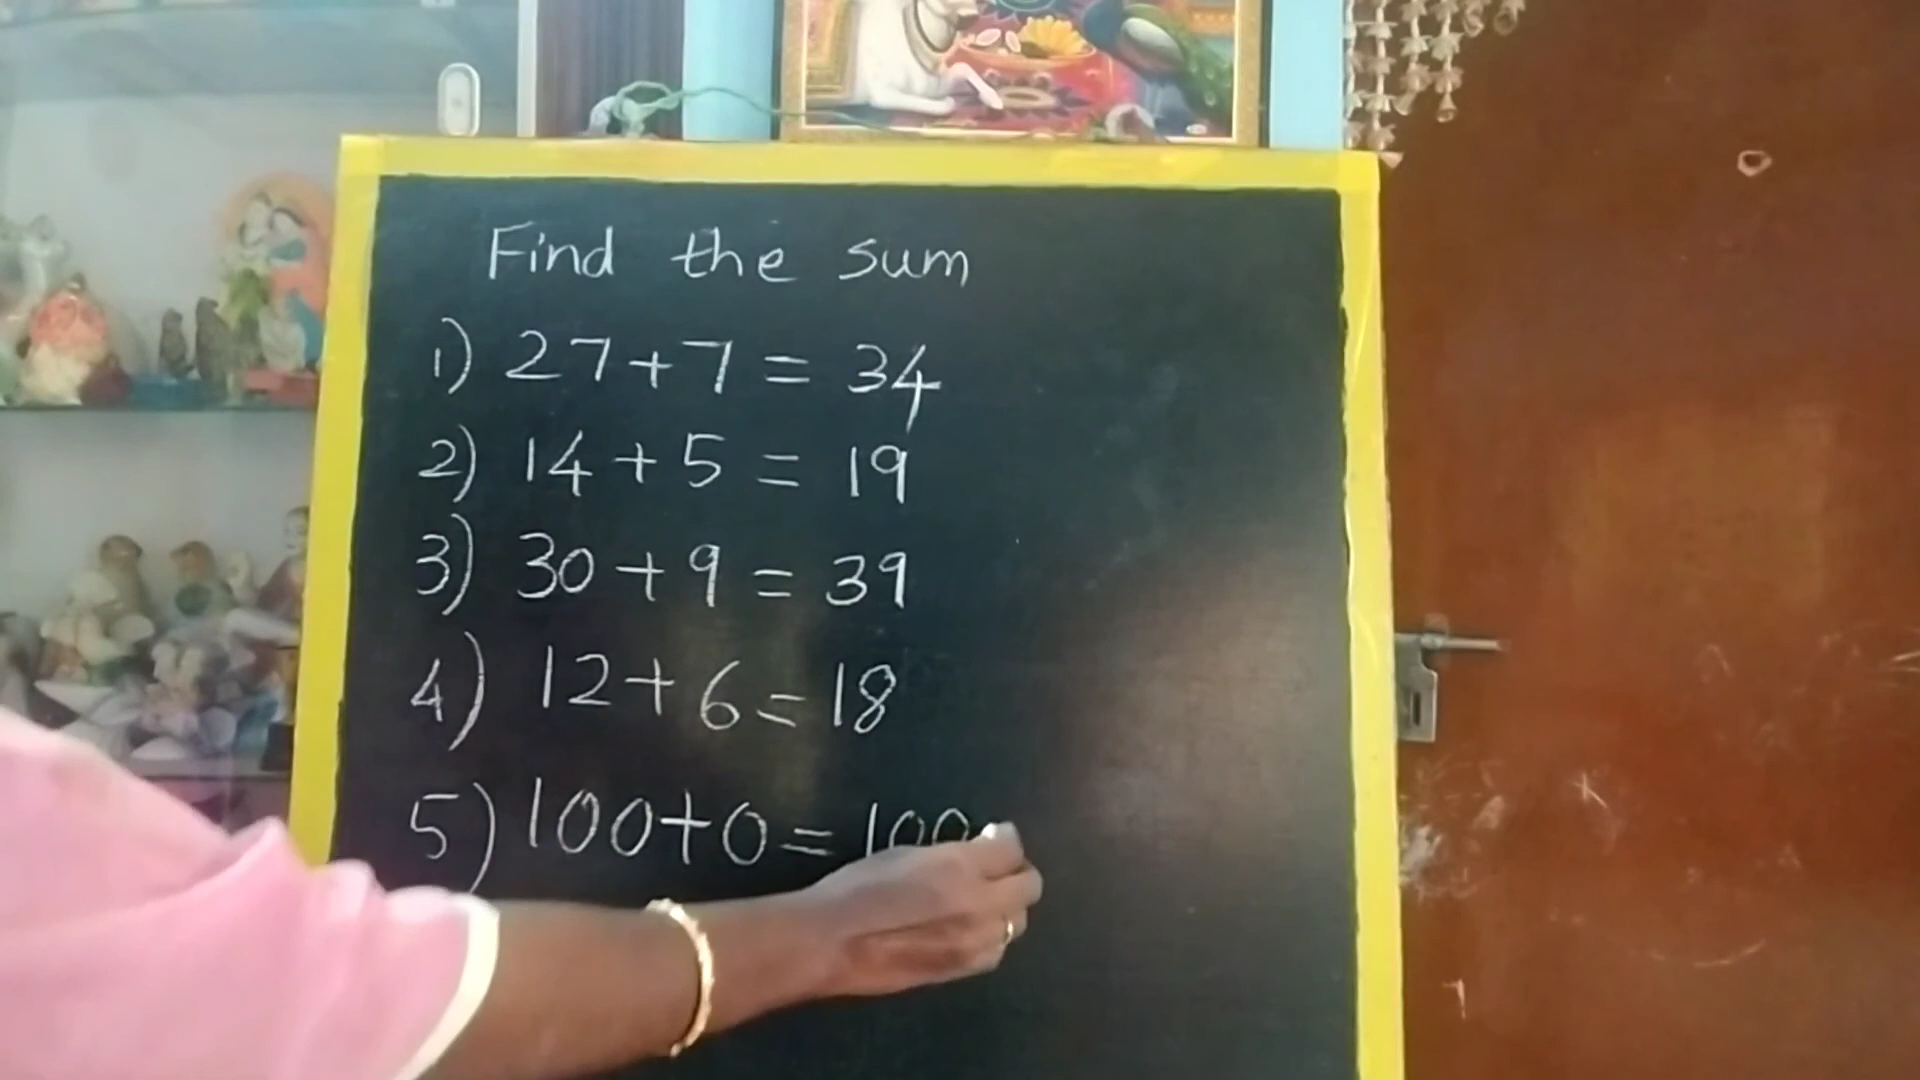 Find the sum
1) 27+7 = 34
2) 14+5 = 19
3) 30+9 = 39
4) 12+6 = 18
5) 100+0 = 100